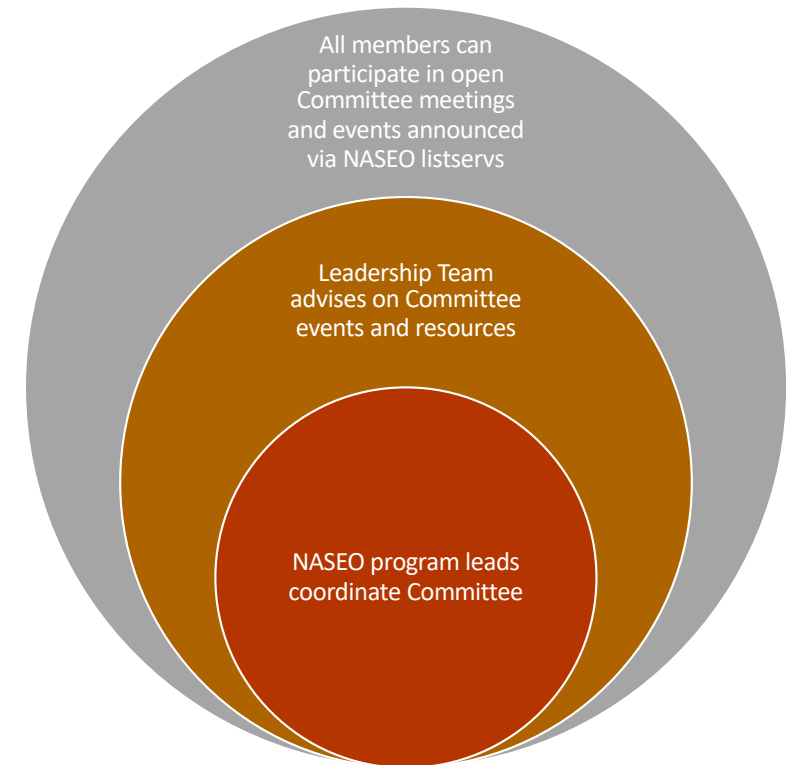 All members can
participate in open
Committee meetings
and events announced
via NASEO listservs
Leadership Team
advises on Committee
events and resources
NASEO program leads
coordinate Committee